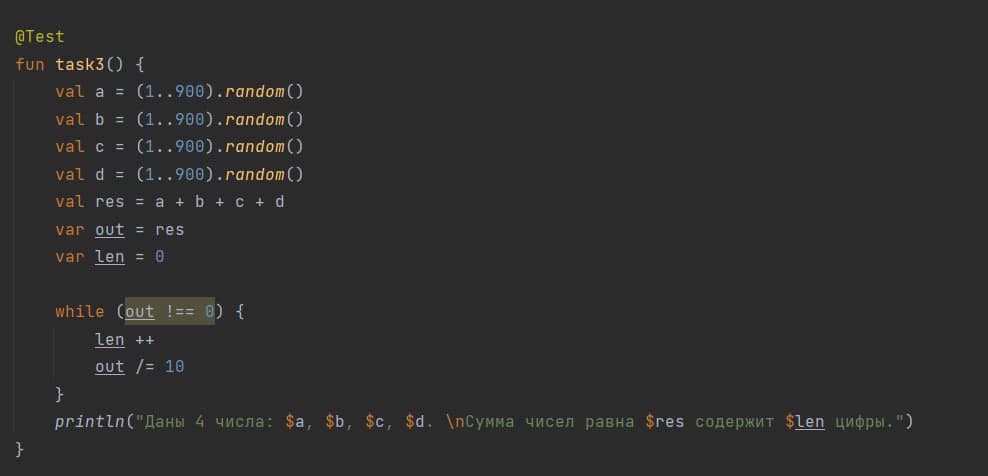 @Test
fun task3() {
    val a = (1..900).random()
    val b = (1..900).random()
    val c = (1..900).random()
    val d = (1..900).random()
    val res = a + b + c + d
    var out = res
    var len = 0

    while (out !== 0) {
        len ++
        out /= 10
    }
    println("Даны 4 числа: $a, $b, $c, $d. \nСумма чисел равна $res содержит $len цифры.")
}